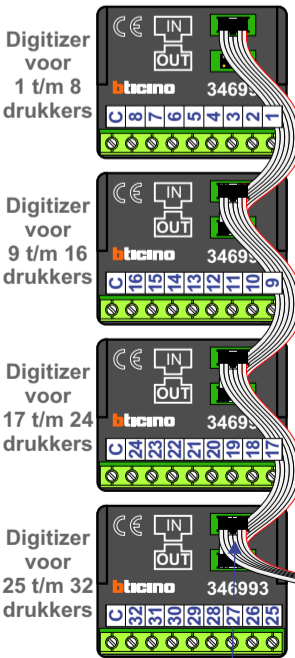 Digitizer
voor
1 t/m 8
drukkers
CE IN
OUT
bticino
C 8 7 6 5 4 3 2 1
Digitizer
voor
9 t/m 16
drukkers
CE IN
OUT
bticino
C 16 15 14 13 12 11 10 9
Digitizer
voor
17 t/m 24
drukkers
CE IN
OUT
bticino
C 24 23 22 21 20 19 18 17
Digitizer
voor
25 t/m 32
drukkers
CE IN
OUT
bticino 346993
C 32 31 30 29 28 27 26 25